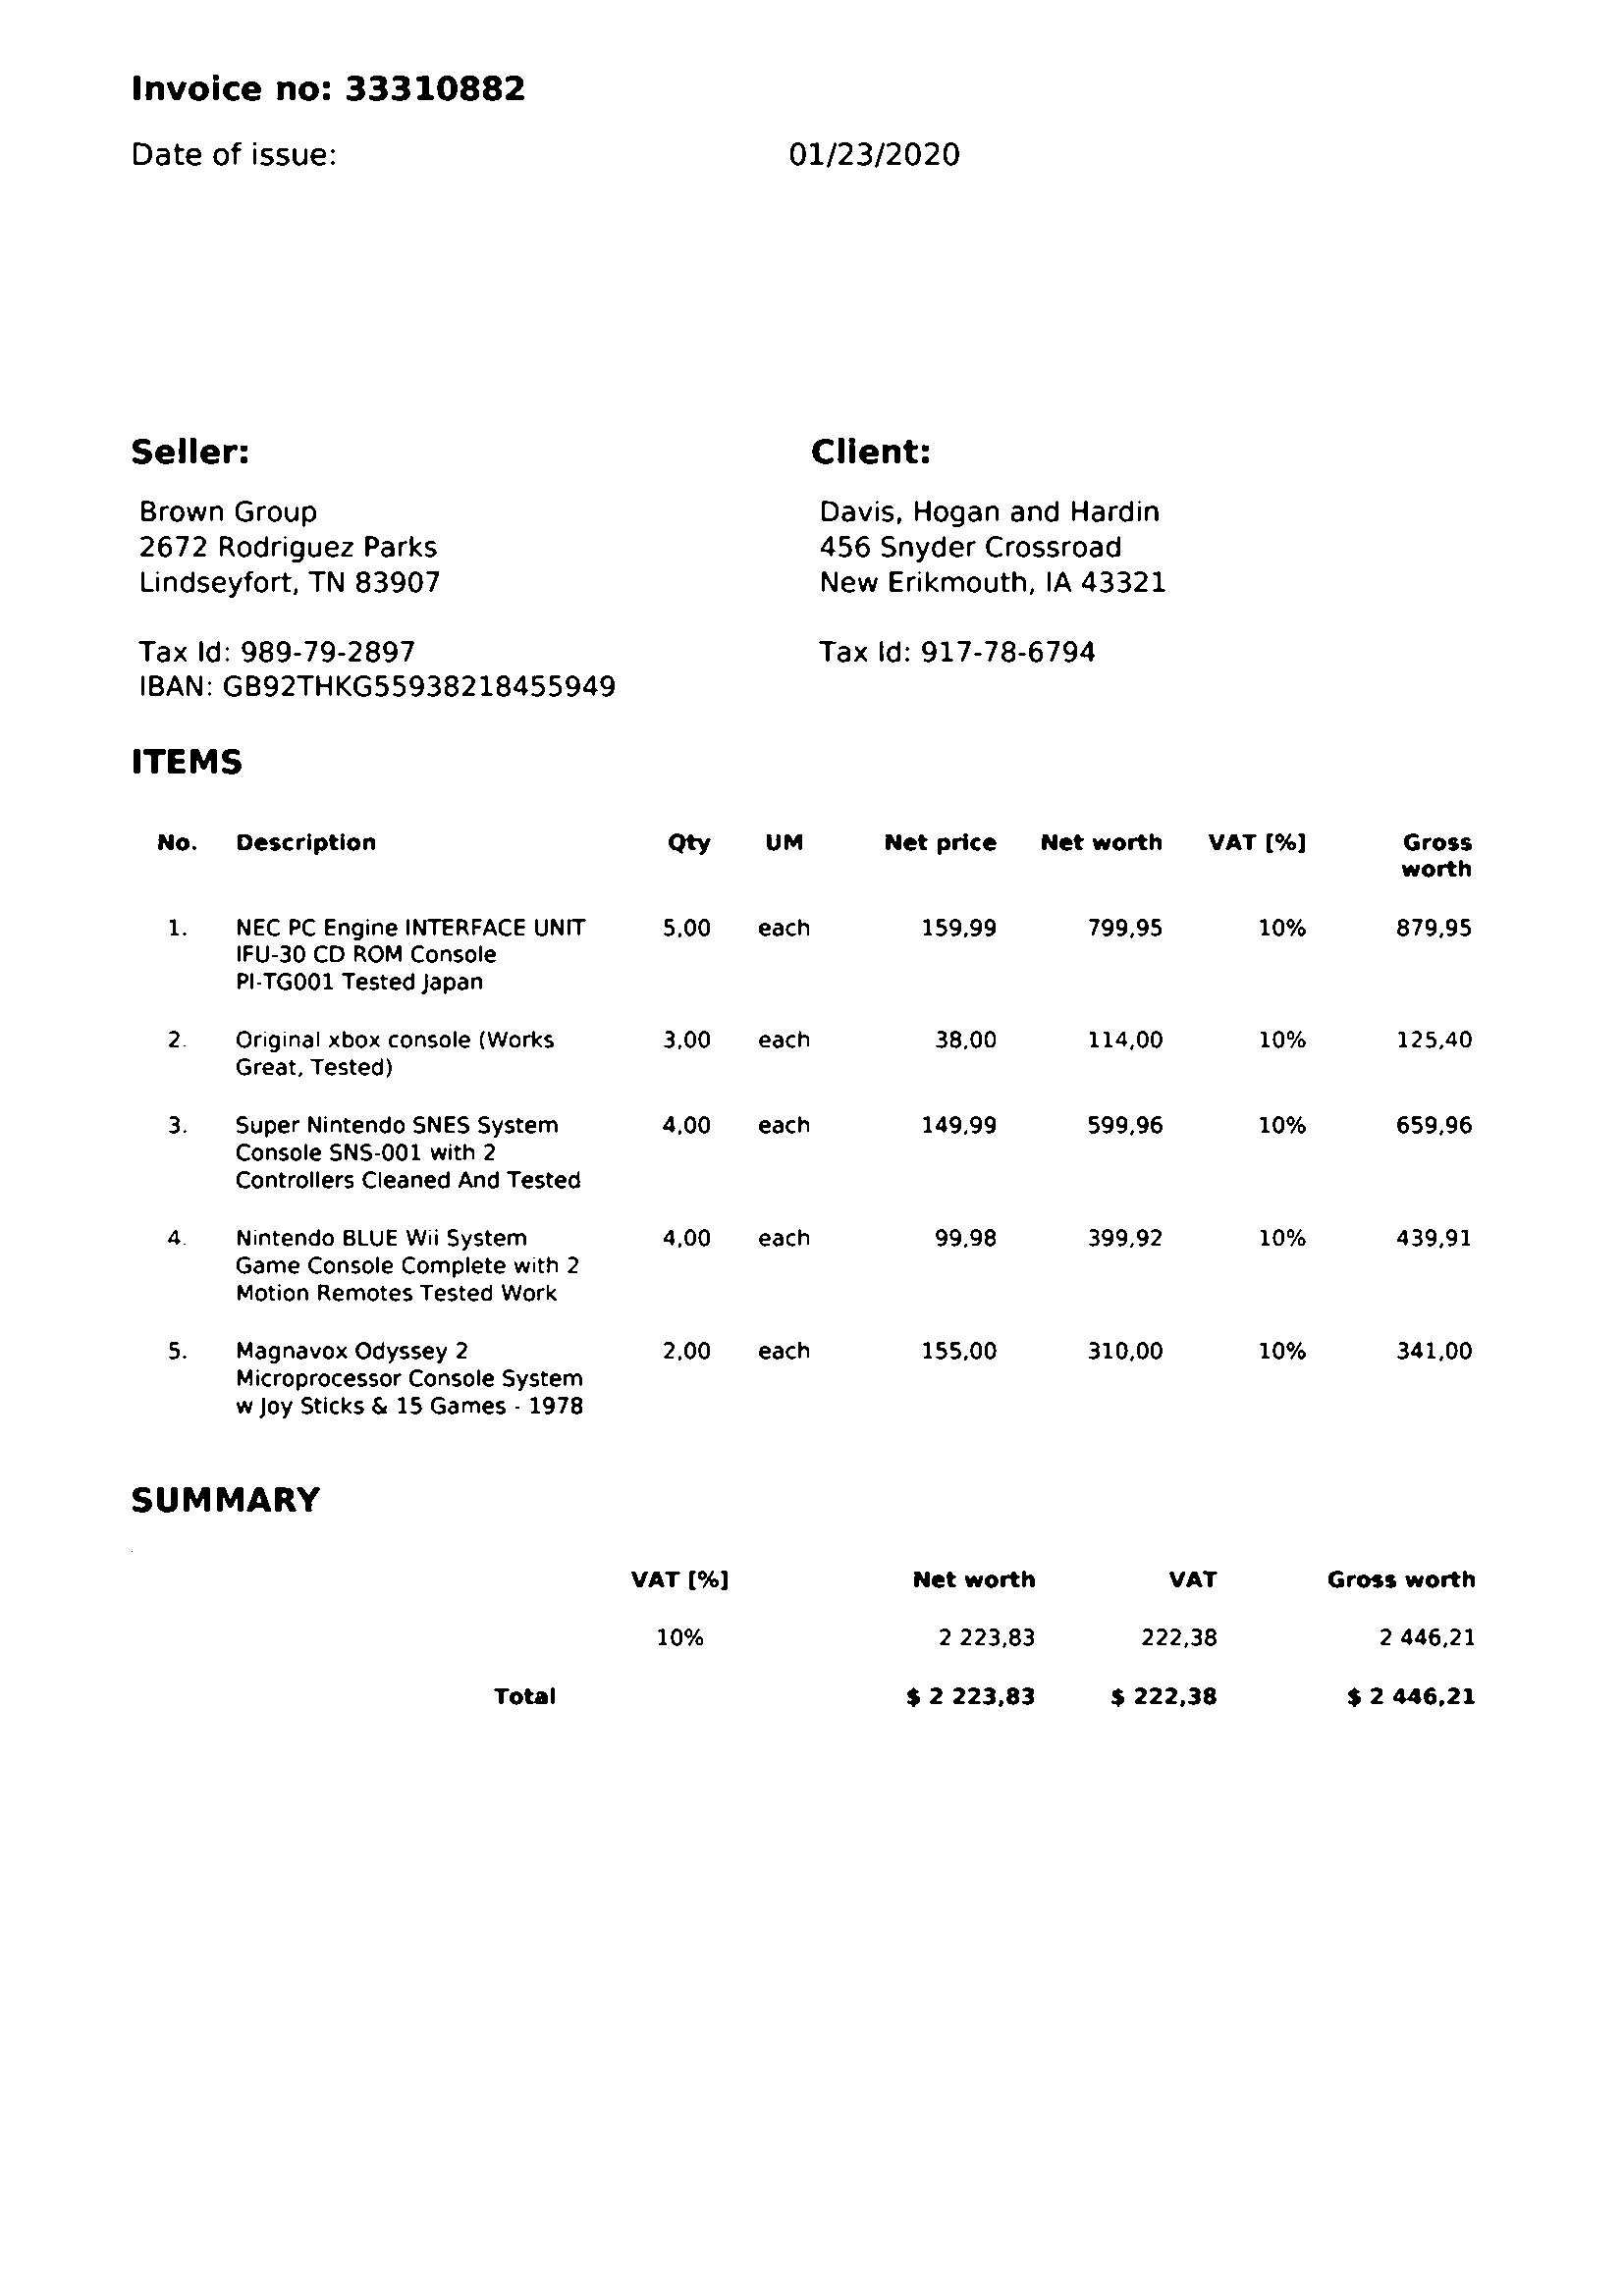 Invoice no: 33310882
Date of issue: 01/23/2020
Seller: Client:
Brown Group Davis, Hogan and Hardin
2672 Rodriguez Parks 456 Snyder Crossroad
Lindseyfort, TN 83907 New Erikmouth, IA 43321
Tax Id: 989-79-2897 Tax Id: 917-78-6794
IBAN: GB92THKG55938218455949
ITEMS
No. Description Qty UM Net price Net worth VAT [%] Gross
worth
1. NEC PC Engine INTERFACE UNIT 5,00 each 159,99 799,95 10% 879,95
IFU-30 CD ROM Console
PI-TG001 Tested Japan
2. Original xbox console (Works 3,00 each 38,00 114,00 10% 125,40
Great, Tested)
3. Super Nintendo SNES System 4,00 each 149,99 599,96 10% 659,96
Console SNS-001 with 2
Controllers Cleaned And Tested
4. Nintendo BLUE Wii System 4,00 each 99,98 399,92 10% 439,91
Game Console Complete with 2
Motion Remotes Tested Work
5. Magnavox Odyssey 2 2,00 each 155,00 310,00 10% 341,00
Microprocessor Console System
w Joy Sticks & 15 Games - 1978
SUMMARY
VAT [%] Net worth VAT Gross worth
10% 2 223,83 222,38 2 446,21
Total $ 2 223,83 $ 222,38 $ 2 446,21